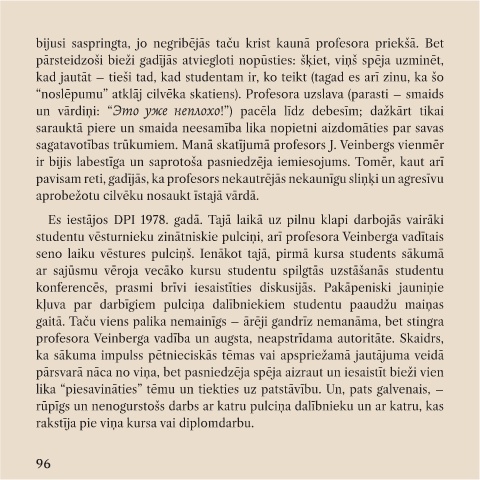 bijusi saspringta, jo negribējās taču krist kaunā profesora priekšā. Bet
pārsteidzoši bieži gadījās atviegloti nopūsties: šķiet, viņš spēja uzminēt,
kad jautāt – tieši tad, kad studentam ir, ko teikt (tagad es arī zinu, ka šo
“noslēpumu” atklāj cilvēka skatiens). Profesora uzslava (parasti – smaids
un vārdiņi: “Это уже неплохо!”) pacēla līdz debesīm; dažkārt tikai
sarauktā piere un smaida neesamība lika nopietni aizdomāties par savas
sagatavotības trūkumiem. Manā skatījumā profesors J. Veinbergs vienmēr
ir bijis labestīga un saprotoša pasniedzēja iemiesojums. Tomēr, kaut arī
pavisam reti, gadījās, ka profesors nekautrējās nekaunīgu sliņķi un agresīvu
aprobežotu cilvēku nosaukt īstajā vārdā.
Es iestājos DPI 1978. gadā. Tajā laikā uz pilnu klapi darbojās vairāki
studentu vēsturnieku zinātniskie pulciņi, arī profesora Veinberga vadītais
seno laiku vēstures pulciņš. Ienākot tajā, pirmā kursa students sākumā
ar sajūsmu vēroja vecāko kursu studentu spilgtās uzstāšanās studentu
konferencēs, prasmi brīvi iesaistīties diskusijās. Pakāpeniski jauniņie
kļuva par darbīgiem pulciņa dalībniekiem studentu paaudžu maiņas
gaitā. Taču viens palika nemainīgs – ārēji gandrīz nemanāma, bet stingra
profesora Veinberga vadība un augsta, neapstrīdama autoritāte. Skaidrs,
ka sākuma impulss pētnieciskās tēmas vai apspriežamā jautājuma veidā
pārsvarā nāca no viņa, bet pasniedzēja spēja aizraut un iesaistīt bieži vien
lika “piesavināties” tēmu un tiekties uz patstāvību. Un, pats galvenais, –
rūpīgs un nenogurstošs darbs ar katru pulciņa dalībnieku un ar katru, kas
rakstīja pie viņa kursa vai diplomdarbu.
96